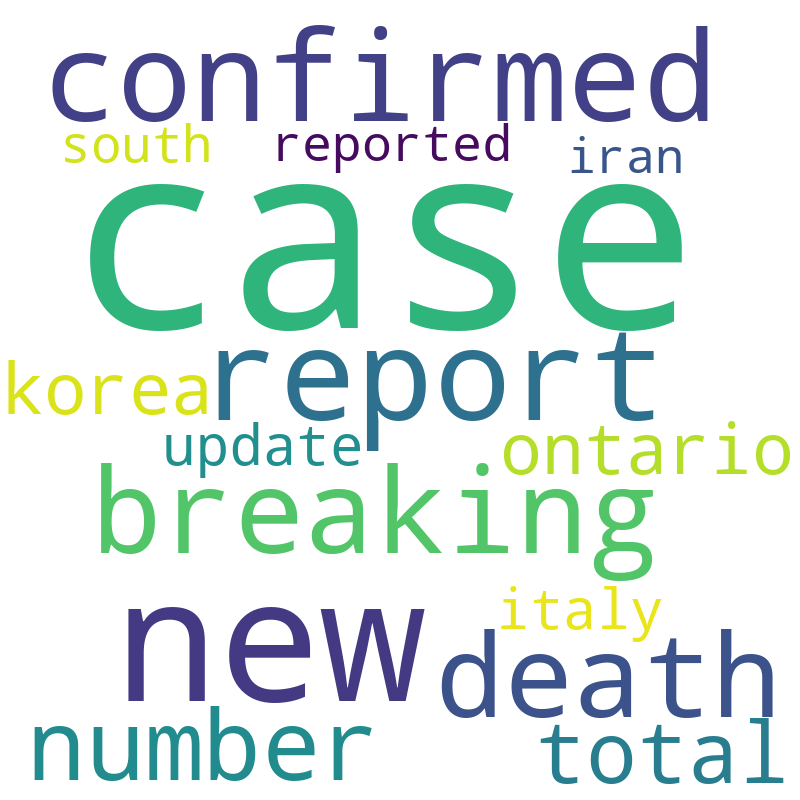 confirmed
south reported iran
case
korea report
update ontario
breaking
new italy
death
number total